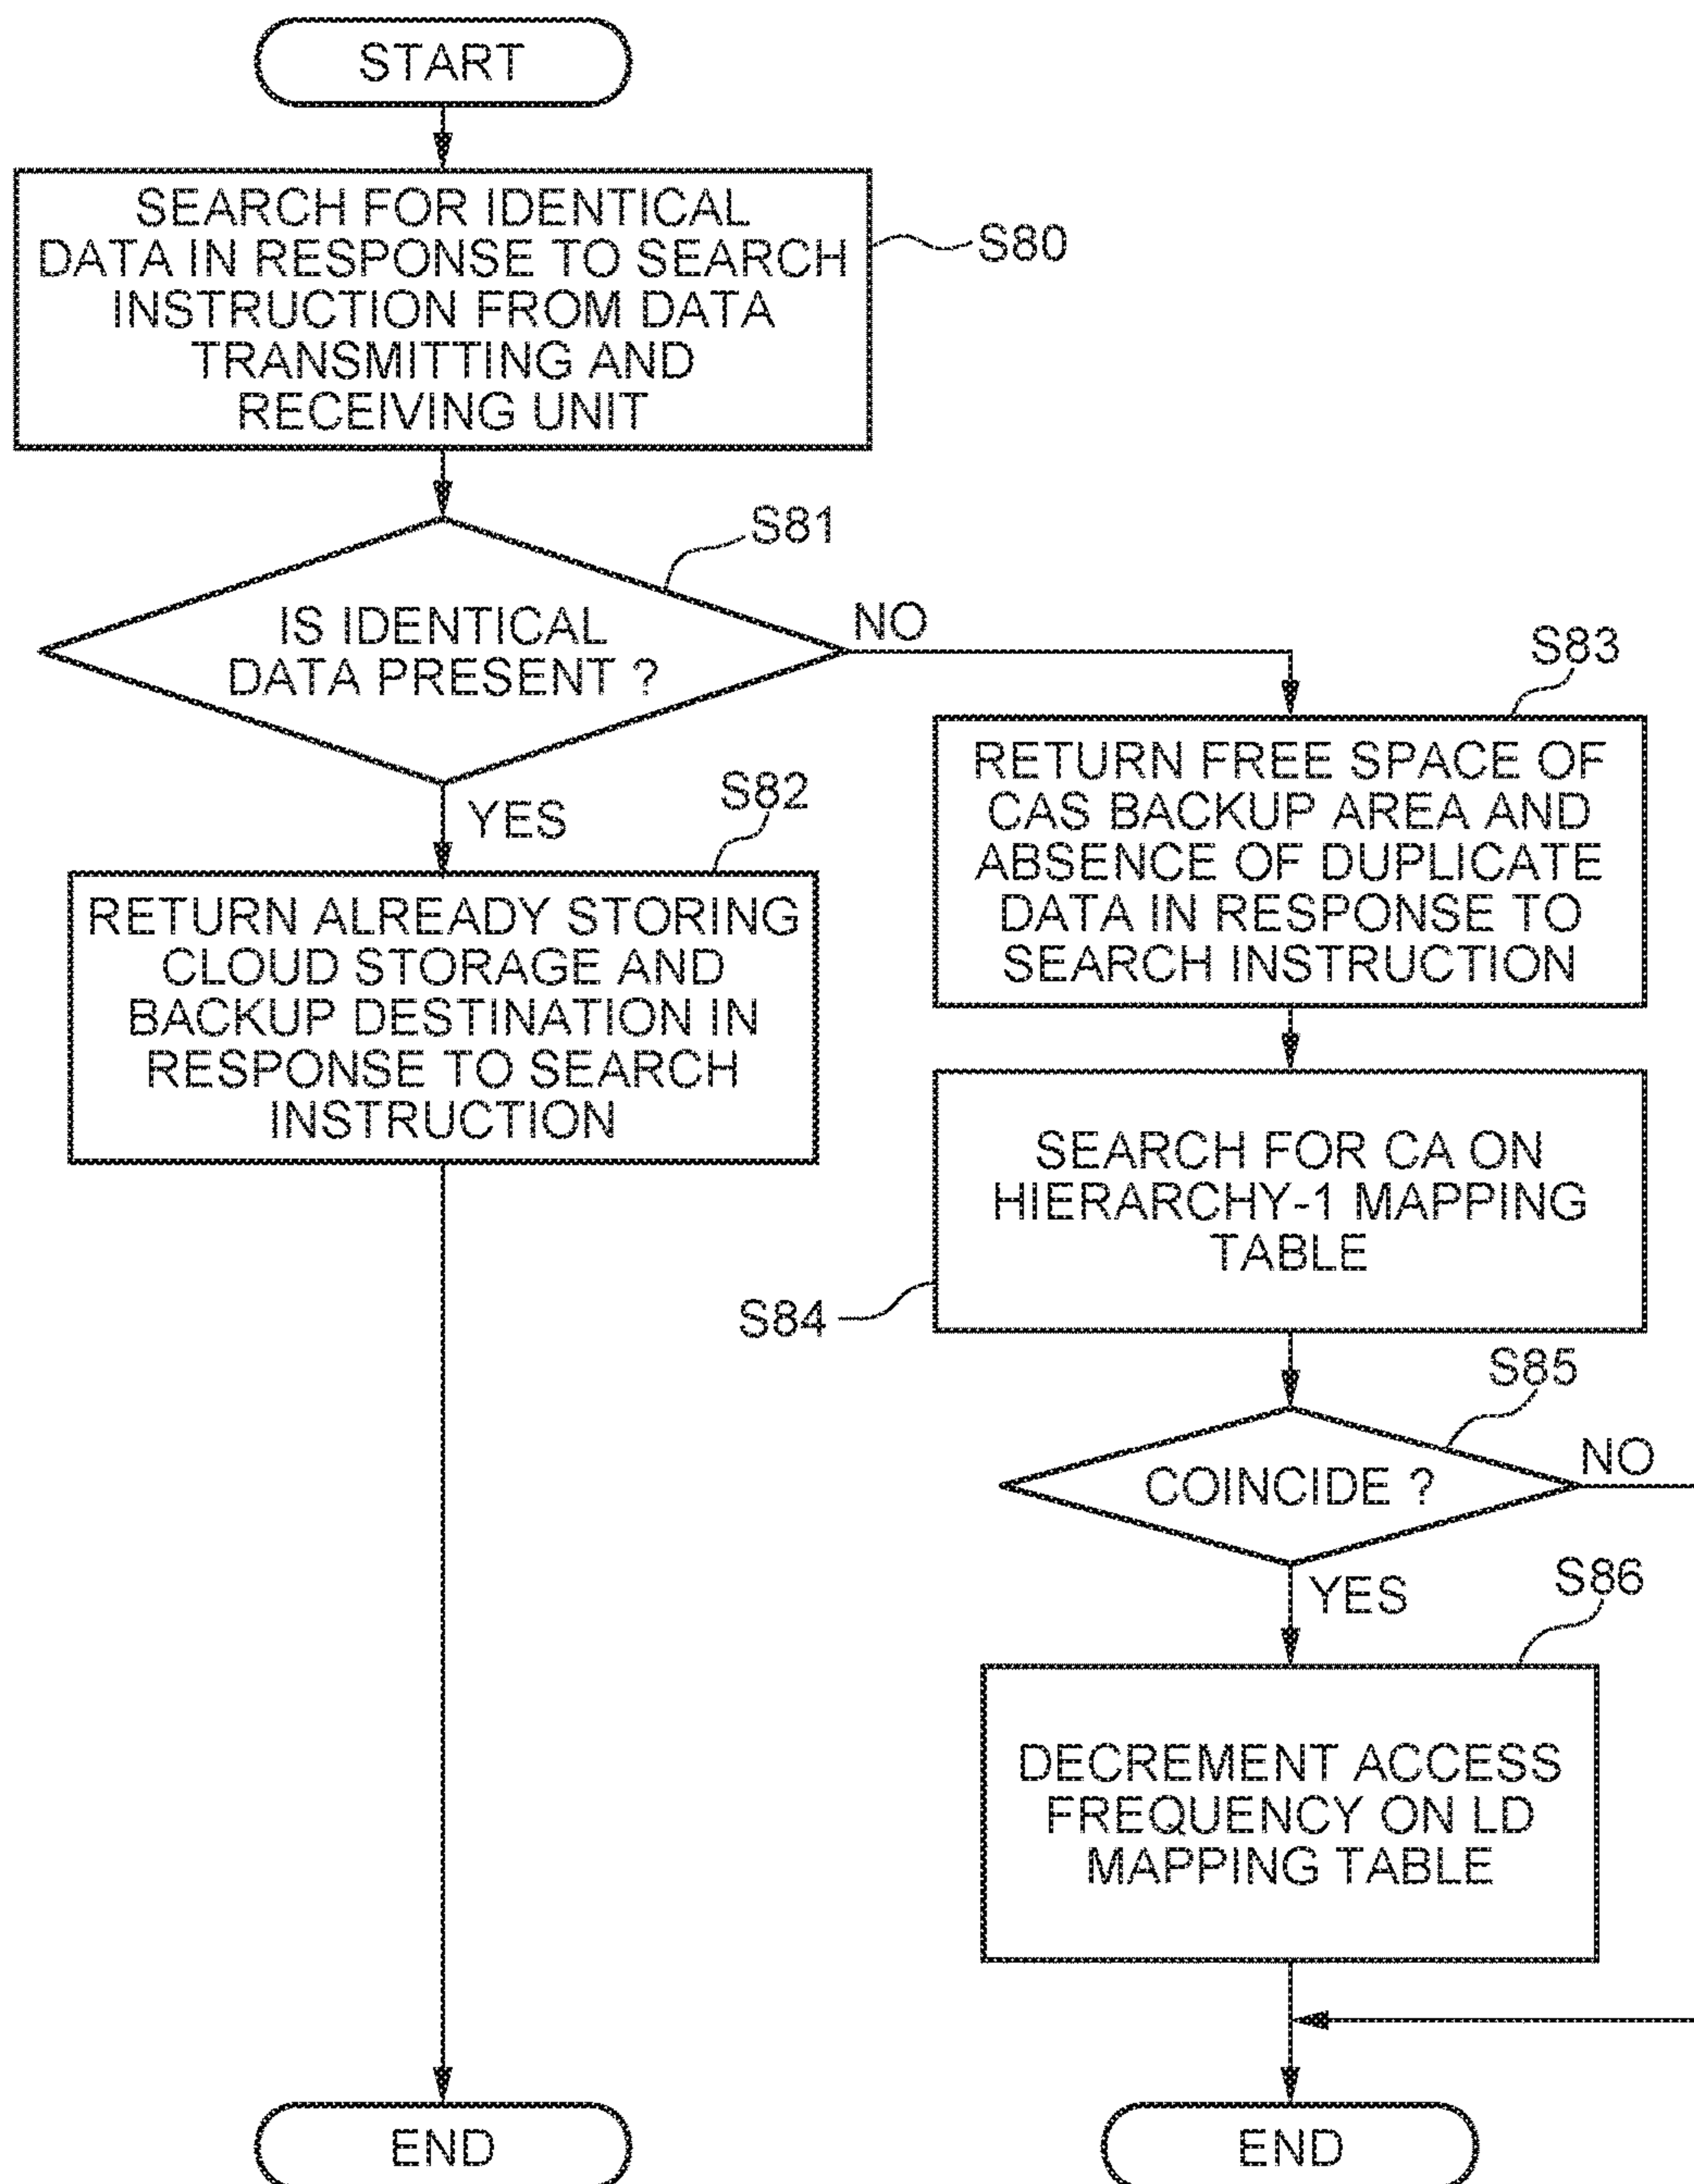 START
SEARCH FOR IDENTICAL
DATA IN RESPONSE TO SEARCH
INSTRUCTION FROM DATA
TRANSMITTING AND
RECEIVING UNIT
S80
S81
IS IDENTICAL
DATA PRESENT ?
NO
YES
S82
RETURN ALREADY STORING
CLOUD STORAGE AND
BACKUP DESTINATION IN
RESPONSE TO SEARCH
INSTRUCTION
END
S83
RETURN FREE SPACE OF
CAS BACKUP AREA AND
ABSENCE OF DUPLICATE
DATA IN RESPONSE TO
SEARCH INSTRUCTION
SEARCH FOR CA ON
HIERARCHY-1 MAPPING
TABLE
S84
S85
COINCIDE ?
NO
YES
S86
DECREMENT ACCESS
FREQUENCY ON LD
MAPPING TABLE
END